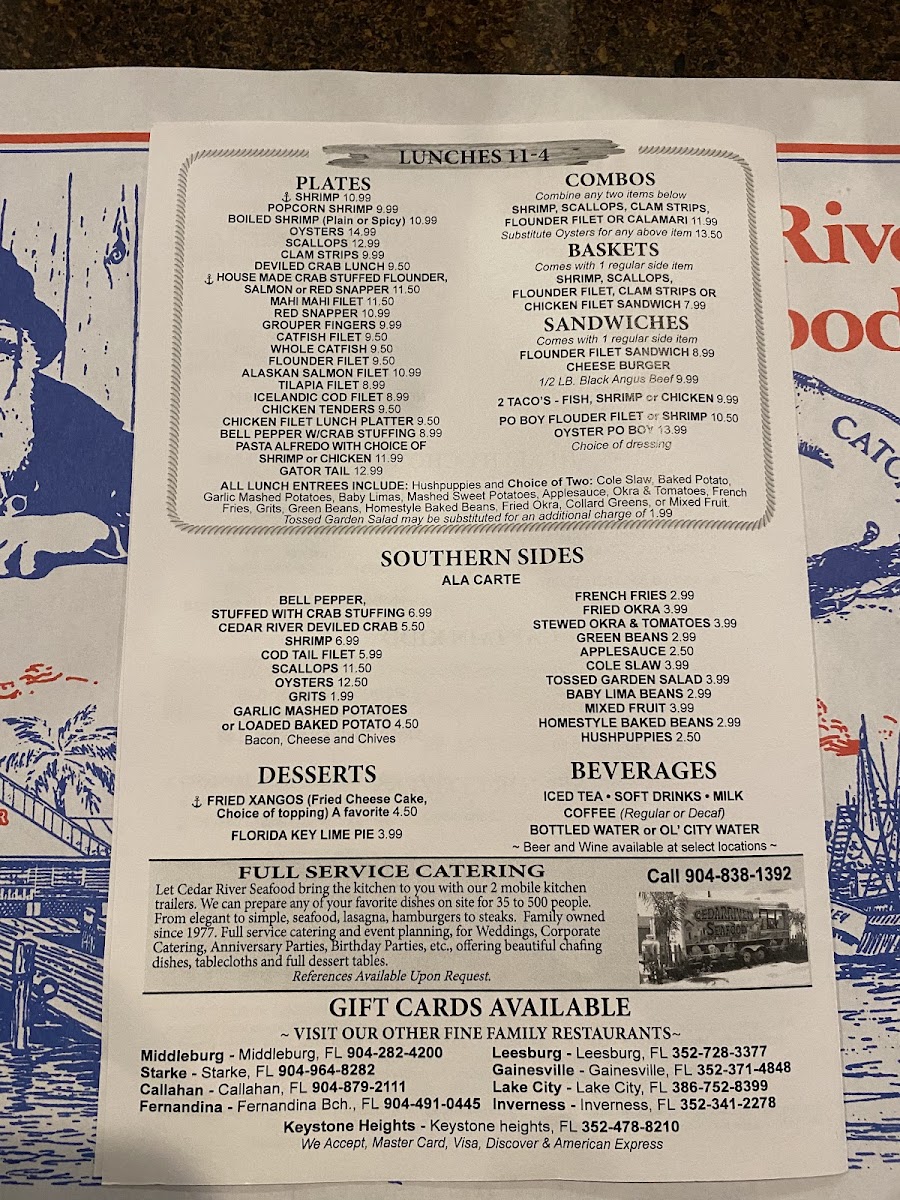 LUNCHES 11-4
PLATES
SHRIMP 10.99
POPCORN SHRIMP 9.99
BOILED SHRIMP (Plain or Spicy) 10.99
OYSTERS 14.99
SCALLOPS 12.99
CLAM STRIPS 9.99
DEVILED CRAB LUNCH 9.50
HOUSE MADE CRAB STUFFED FLOUNDER,
SALMON or RED SNAPPER 11.50
MAHI MAHI FILET 11.50
RED SNAPPER 10.99
GROUPER FINGERS 9.99
CATFISH FILET 9.50
WHOLE CATFISH 9.50
FLOUNDER FILET 9.50
ALASKAN SALMON FILET 10.99
TILAPIA FILET 8.99
ICELANDIC COD FILET 8.99
CHICKEN TENDERS 9.50
CHICKEN FILET LUNCH PLATTER 9.50
BELL PEPPER W/CRAB STUFFING 8.99
PASTA ALFREDO WITH CHOICE OF
SHRIMP or CHICKEN 11.99
GATOR TAIL 12.99
COMBOS
Combine any two items below
SHRIMP, SCALLOPS, CLAM STRIPS,
FLOUNDER FILET OR CALAMARI 11.99
Substitute Oysters for any above item 13.50
BASKETS
Comes with 1 regular side item
SHRIMP, SCALLOPS,
FLOUNDER FILET, CLAM STRIPS OR
CHICKEN FILET SANDWICH 7.99
SANDWICHES
Comes with 1 regular side item
FLOUNDER FILET SANDWICH 8.99
CHEESE BURGER
1/2 LB. Black Angus Beef 9.99
2 TACO'S - FISH, SHRIMP or CHICKEN 9.99
PO BOY FLOUDER FILET or SHRIMP 10.50
OYSTER PO BOY 13.99
Choice of dressing
ALL LUNCH ENTREES INCLUDE: Hushpuppies and Choice of Two: Cole Slaw, Baked Potato,
Garlic Mashed Potatoes, Baby Limas, Mashed Sweet Potatoes, Applesauce, Okra & Tomatoes, French
Fries, Grits, Green Beans, Homestyle Baked Beans, Fried Okra, Collard Greens, or Mixed Fruit.
Tossed Garden Salad may be substituted for an additional charge of 1.99
SOUTHERN SIDES
ALA CARTE
BELL PEPPER,
STUFFED WITH CRAB STUFFING 6.99
CEDAR RIVER DEVILED CRAB 5.50
SHRIMP 6.99
COD TAIL FILET 5.99
SCALLOPS 11.50
OYSTERS 12.50
GRITS 1.99
GARLIC MASHED POTATOES
or LOADED BAKED POTATO 4.50
Bacon, Cheese and Chives
FRENCH FRIES 2.99
FRIED OKRA 3.99
STEWED OKRA & TOMATOES 3.99
GREEN BEANS 2.99
APPLESAUCE 2.50
COLE SLAW 3.99
TOSSED GARDEN SALAD 3.99
BABY LIMA BEANS 2.99
MIXED FRUIT 3.99
HOMESTYLE BAKED BEANS 2.99
HUSHPUPPIES 2.50
DESSERTS
FRIED XANGOS (Fried Cheese Cake,
Choice of topping) A favorite 4.50
FLORIDA KEY LIME PIE 3.99
BEVERAGES
ICED TEA • SOFT DRINKS • MILK
COFFEE (Regular or Decaf)
BOTTLED WATER or OL' CITY WATER
~ Beer and Wine available at select locations ~
FULL SERVICE CATERING
Let Cedar River Seafood bring the kitchen to you with our 2 mobile kitchen
trailers. We can prepare any of your favorite dishes on site for 35 to 500 people.
From elegant to simple, seafood, lasagna, hamburgers to steaks. Family owned
since 1977. Full service catering and event planning, for Weddings, Corporate
Catering, Anniversary Parties, Birthday Parties, etc., offering beautiful chafing
dishes, tablecloths and full dessert tables.
References Available Upon Request.
Call 904-838-1392
CEDAR RIVER
SEAFOOD
GIFT CARDS AVAILABLE
~ VISIT OUR OTHER FINE FAMILY RESTAURANTS~
Middleburg - Middleburg, FL 904-282-4200
Starke - Starke, FL 904-964-8282
Callahan - Callahan, FL 904-879-2111
Fernandina - Fernandina Bch., FL 904-491-0445
Leesburg - Leesburg, FL 352-728-3377
Gainesville - Gainesville, FL 352-371-4848
Lake City - Lake City, FL 386-752-8399
Inverness - Inverness, FL 352-341-2278
Keystone Heights - Keystone heights, FL 352-478-8210
We Accept, Master Card, Visa, Discover & American Express
Rive
ood
CATC
R
EY